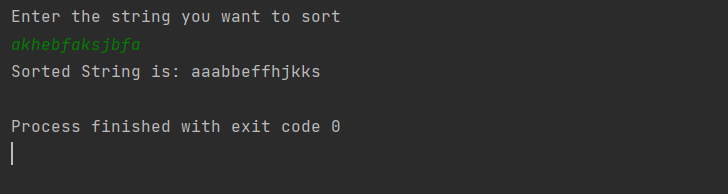 Enter the string you want to sort
akhebfaksjbfa
Sorted String is: aaabbeffhjkks
Process finished with exit code 0